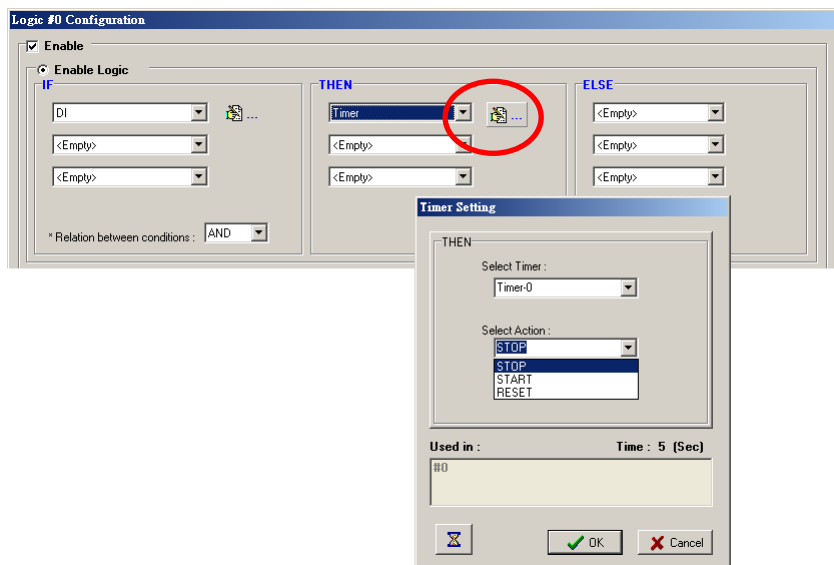 Logic #0 Configuration
Enable
Enable Logic
IF
THEN
ELSE
DI
...
Timer
...
<Empty>
<Empty>
<Empty>
<Empty>
<Empty>
<Empty>
<Empty>
* Relation between conditions :
AND
Timer Setting
THEN
Select Timer :
Timer-0
Select Action :
STOP
STOP
START
RESET
Used in :
Time : 5 (Sec)
#0
OK
Cancel